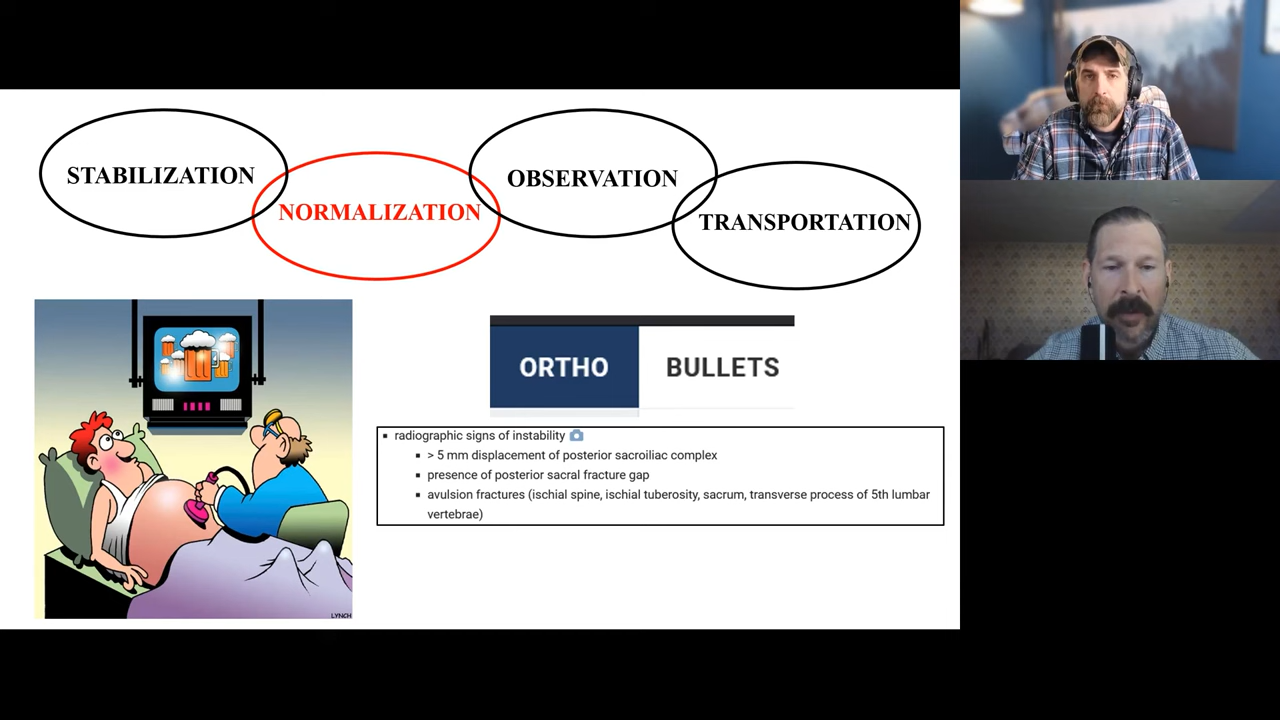 STABILIZATION
NORMALIZATION
OBSERVATION
TRANSPORTATION
ORTHO BULLETS
radiographic signs of instability
> 5 mm displacement of posterior sacroiliac complex
presence of posterior sacral fracture gap
avulsion fractures (ischial spine, ischial tuberosity, sacrum, transverse process of 5th lumbar
vertebrae)
LYNCH